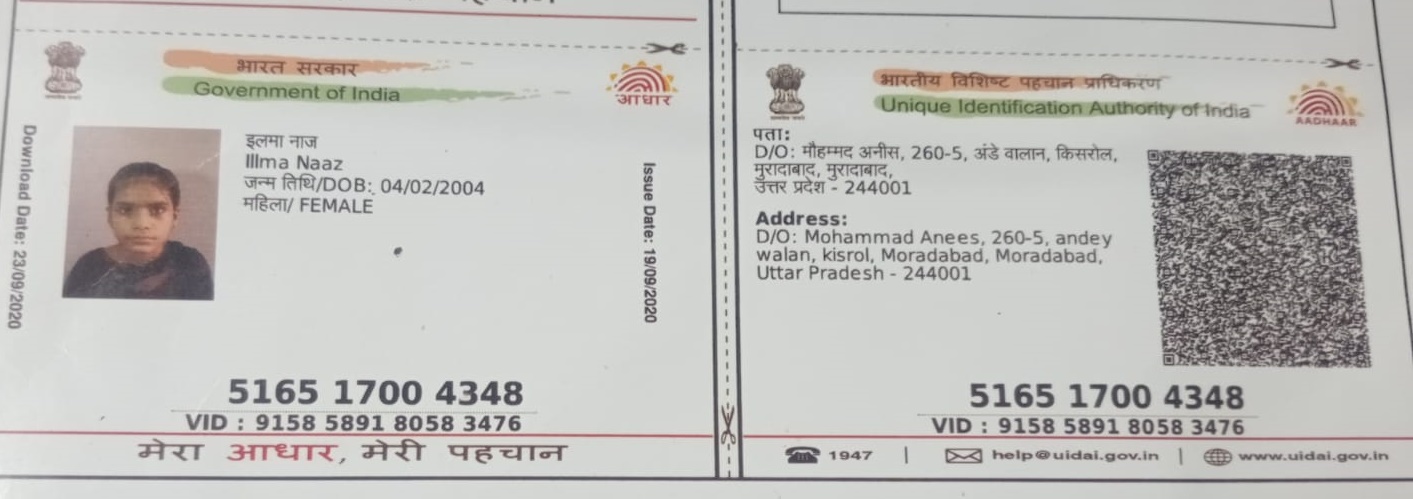 भारत सरकार
Government of India
आधार
Download Date: 23/09/2020
इलमा नाज
Illma Naaz
जन्म तिथि/DOB: 04/02/2004
महिला/ FEMALE
Issue Date: 19/09/2020
5165 1700 4348
VID : 9158 5891 8058 3476
मेरा आधार, मेरी पहचान
भारतीय विशिष्ट पहचान प्राधिकरण
Unique Identification Authority of India
AADHAAR
पता:
D/O: मौहम्मद अनीस, 260-5, अंडे वालान, किसरोल,
मुरादाबाद, मुरादाबाद,
उत्तर प्रदेश - 244001
Address:
D/O: Mohammad Anees, 260-5, andey
walan, kisrol, Moradabad, Moradabad,
Uttar Pradesh - 244001
5165 1700 4348
VID : 9158 5891 8058 3476
1947 | help@uidai.gov.in | www.uidai.gov.in